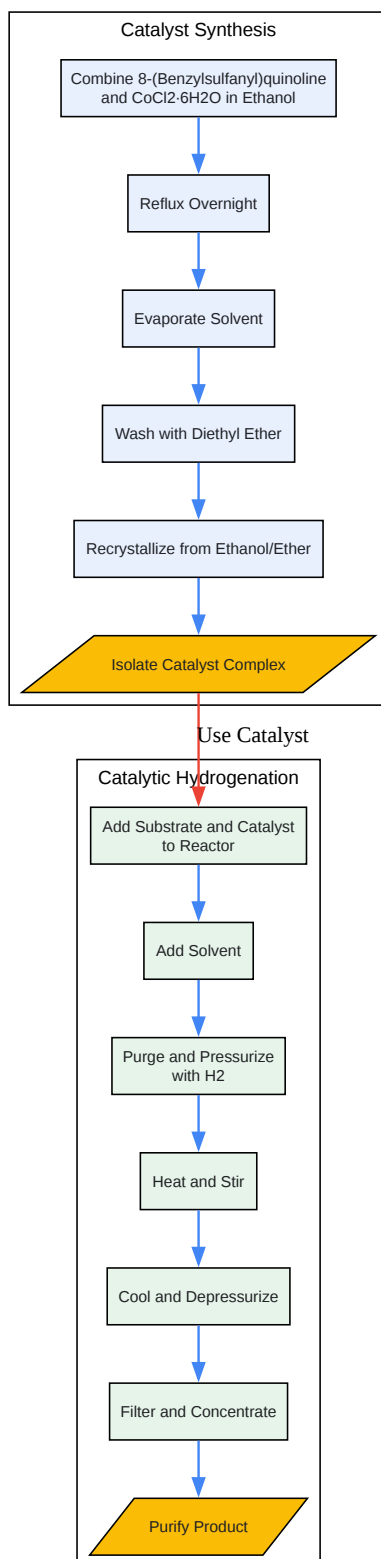 Catalyst Synthesis
Combine 8-(Benzylsulfanyl)quinoline
and CoCl2·6H2O in Ethanol
Reflux Overnight
Evaporate Solvent
Wash with Diethyl Ether
Recrystallize from Ethanol/Ether
Isolate Catalyst Complex
Use Catalyst
Catalytic Hydrogenation
Add Substrate and Catalyst
to Reactor
Add Solvent
Purge and Pressurize
with H2
Heat and Stir
Cool and Depressurize
Filter and Concentrate
Purify Product